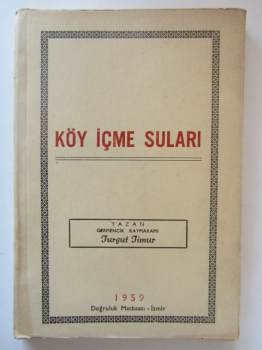 KÖY İÇME SULARI
YAZAN
GERMENCİK KAYMAKAMI
Turgut Timur
1959
Doğruluk Matbaası - İzmir